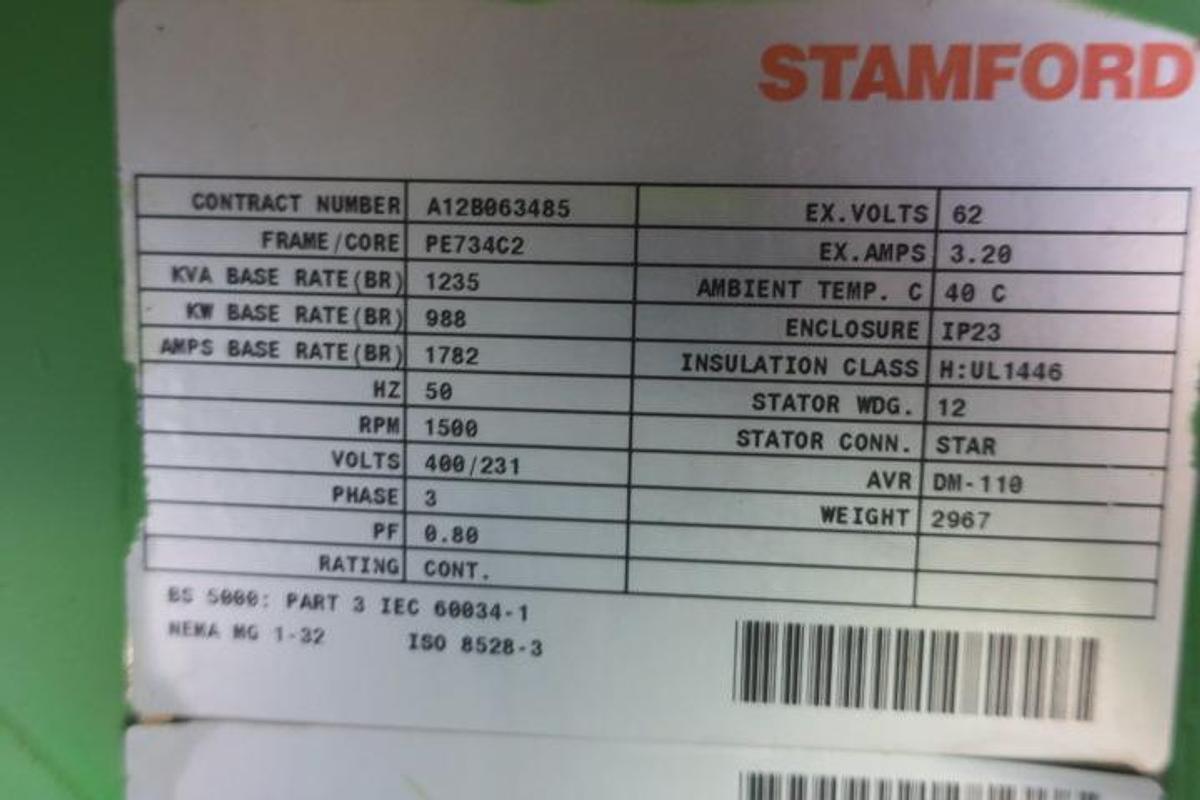 STAMFORD
CONTRACT NUMBER A12B063485 EX.VOLTS 62
FRAME/CORE PE734C2 EX.AMPS 3.20
KVA BASE RATE(BR) 1235 AMBIENT TEMP. C 40 C
KW BASE RATE(BR) 988 ENCLOSURE IP23
AMPS BASE RATE(BR) 1782 INSULATION CLASS H:UL1446
HZ 50 STATOR WDG. 12
RPM 1500 STATOR CONN. STAR
VOLTS 400/231 AVR DM-110
PHASE 3 WEIGHT 2967
PF 0.80
RATING CONT.
BS 5000: PART 3 IEC 60034-1
NEMA MG 1-32 ISO 8528-3